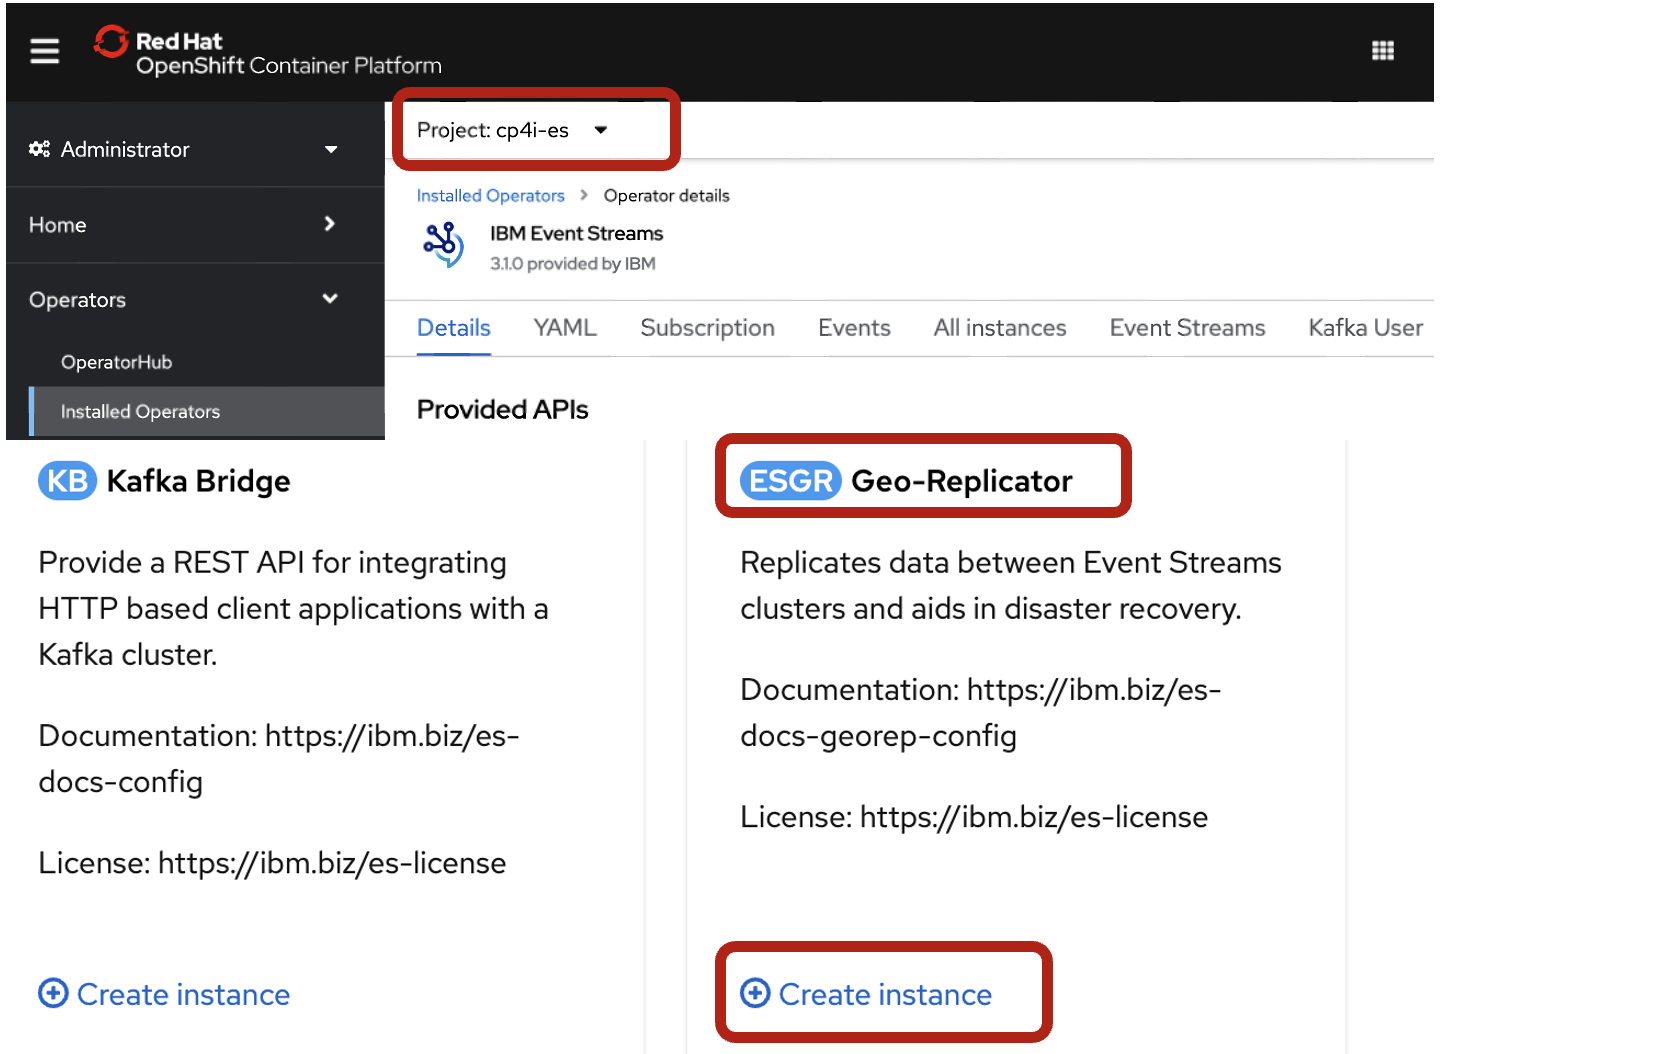 Red Hat
OpenShift Container Platform
Administrator
Home
Operators
OperatorHub
Installed Operators
Project: cp4i-es
Installed Operators > Operator details
IBM Event Streams
3.1.0 provided by IBM
Details YAML Subscription Events All instances Event Streams Kafka User
Provided APIs
KB Kafka Bridge
Provide a REST API for integrating
HTTP based client applications with a
Kafka cluster.
Documentation: https://ibm.biz/es-
docs-config
License: https://ibm.biz/es-license
Create instance
ESGR Geo-Replicator
Replicates data between Event Streams
clusters and aids in disaster recovery.
Documentation: https://ibm.biz/es-
docs-georep-config
License: https://ibm.biz/es-license
Create instance